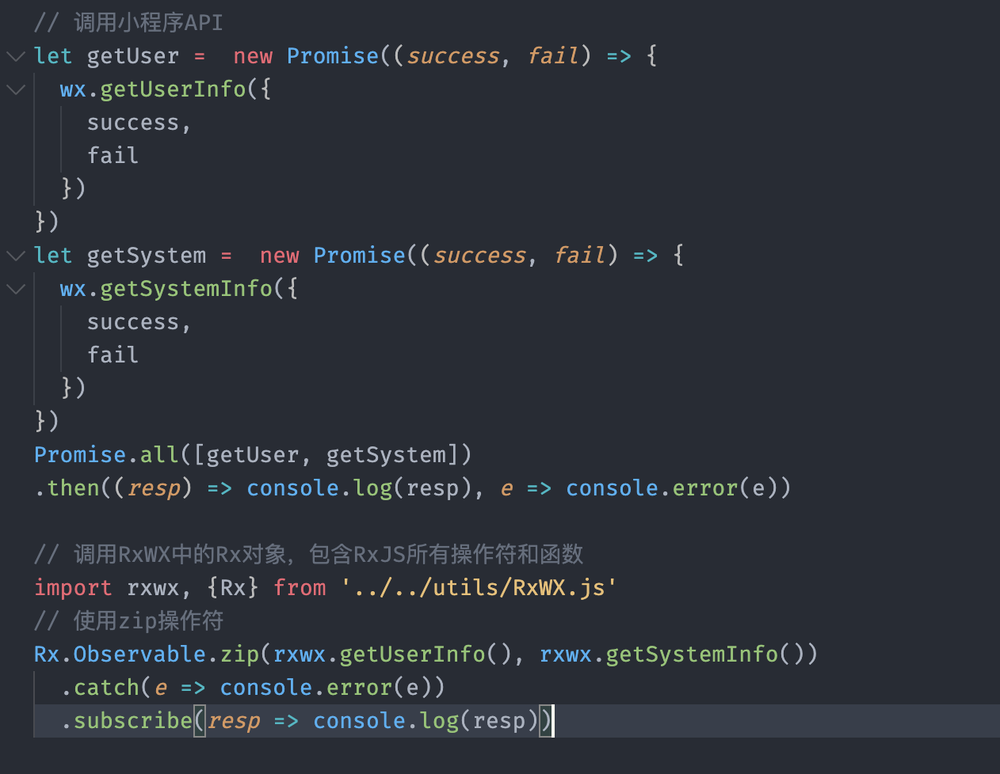 // 调用小程序API
let getUser =  new Promise((success, fail) => {
  wx.getUserInfo({
    success,
    fail
  })
})
let getSystem =  new Promise((success, fail) => {
  wx.getSystemInfo({
    success,
    fail
  })
})
Promise.all([getUser, getSystem])
.then((resp) => console.log(resp), e => console.error(e))

// 调用RxWX中的Rx对象，包含RxJS所有操作符和函数
import rxwx, {Rx} from '../../utils/RxWX.js'
// 使用zip操作符
Rx.Observable.zip(rxwx.getUserInfo(), rxwx.getSystemInfo())
  .catch(e => console.error(e))
  .subscribe(resp => console.log(resp))